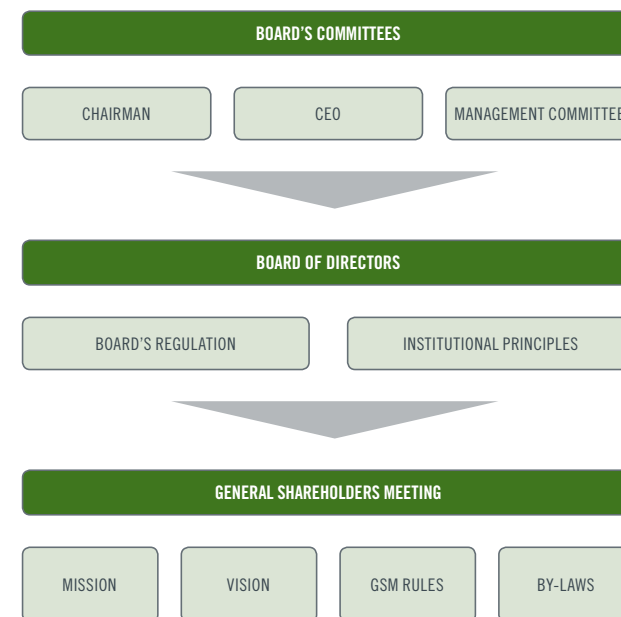 BOARD'S COMMITTEES
CHAIRMAN
CEO
MANAGEMENT COMMITTEE
BOARD OF DIRECTORS
BOARD'S REGULATION
INSTITUTIONAL PRINCIPLES
GENERAL SHAREHOLDERS MEETING
MISSION
VISION
GSM RULES
BY-LAWS